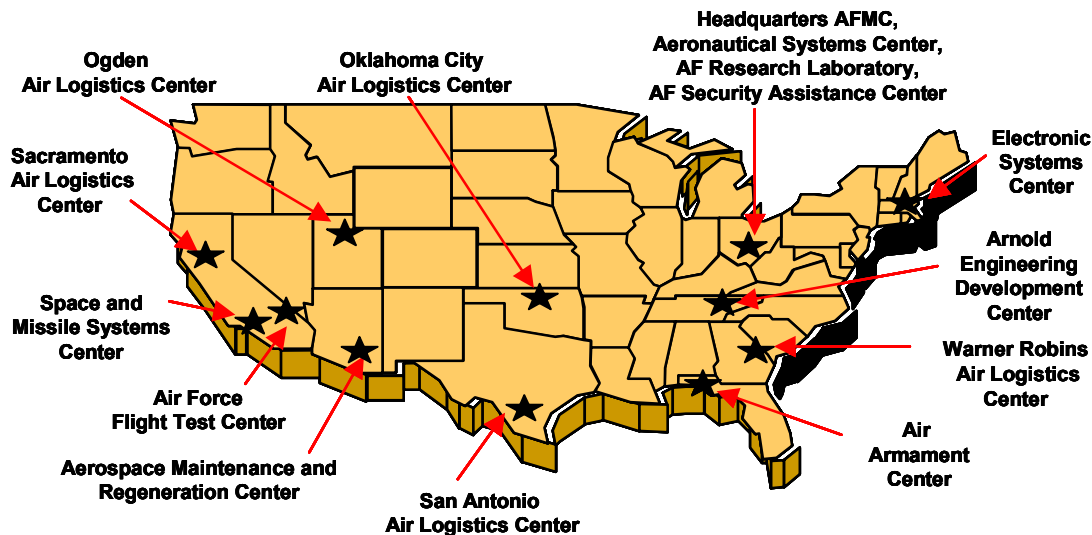 Headquarters AFMC,
Aeronautical Systems Center,
AF Research Laboratory,
AF Security Assistance Center
Ogden
Air Logistics Center
Oklahoma City
Air Logistics Center
Electronic
Systems
Center
Sacramento
Air Logistics
Center
Arnold
Engineering
Development
Center
Space and
Missile Systems
Center
Warner Robins
Air Logistics
Center
Air Force
Flight Test Center
Air
Armament
Center
Aerospace Maintenance and
Regeneration Center
San Antonio
Air Logistics Center